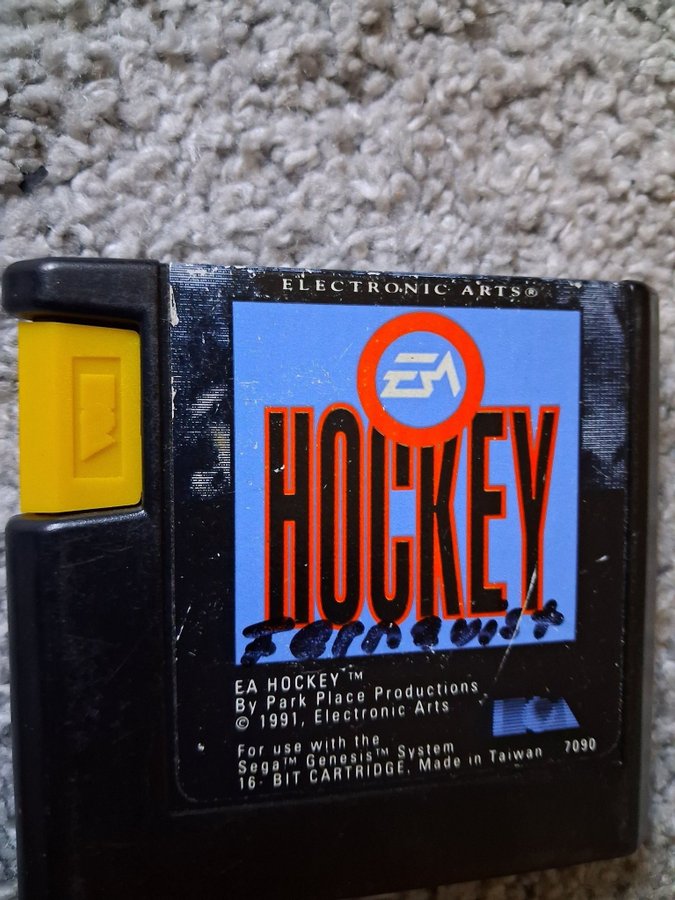 ELECTRONIC ARTS®
EA
HOCKEY
EA HOCKEY™
By Park Place Productions
© 1991, Electronic Arts
EA
For use with the
Sega™ Genesis™ System
16- BIT CARTRIDGE, Made in Taiwan 7090